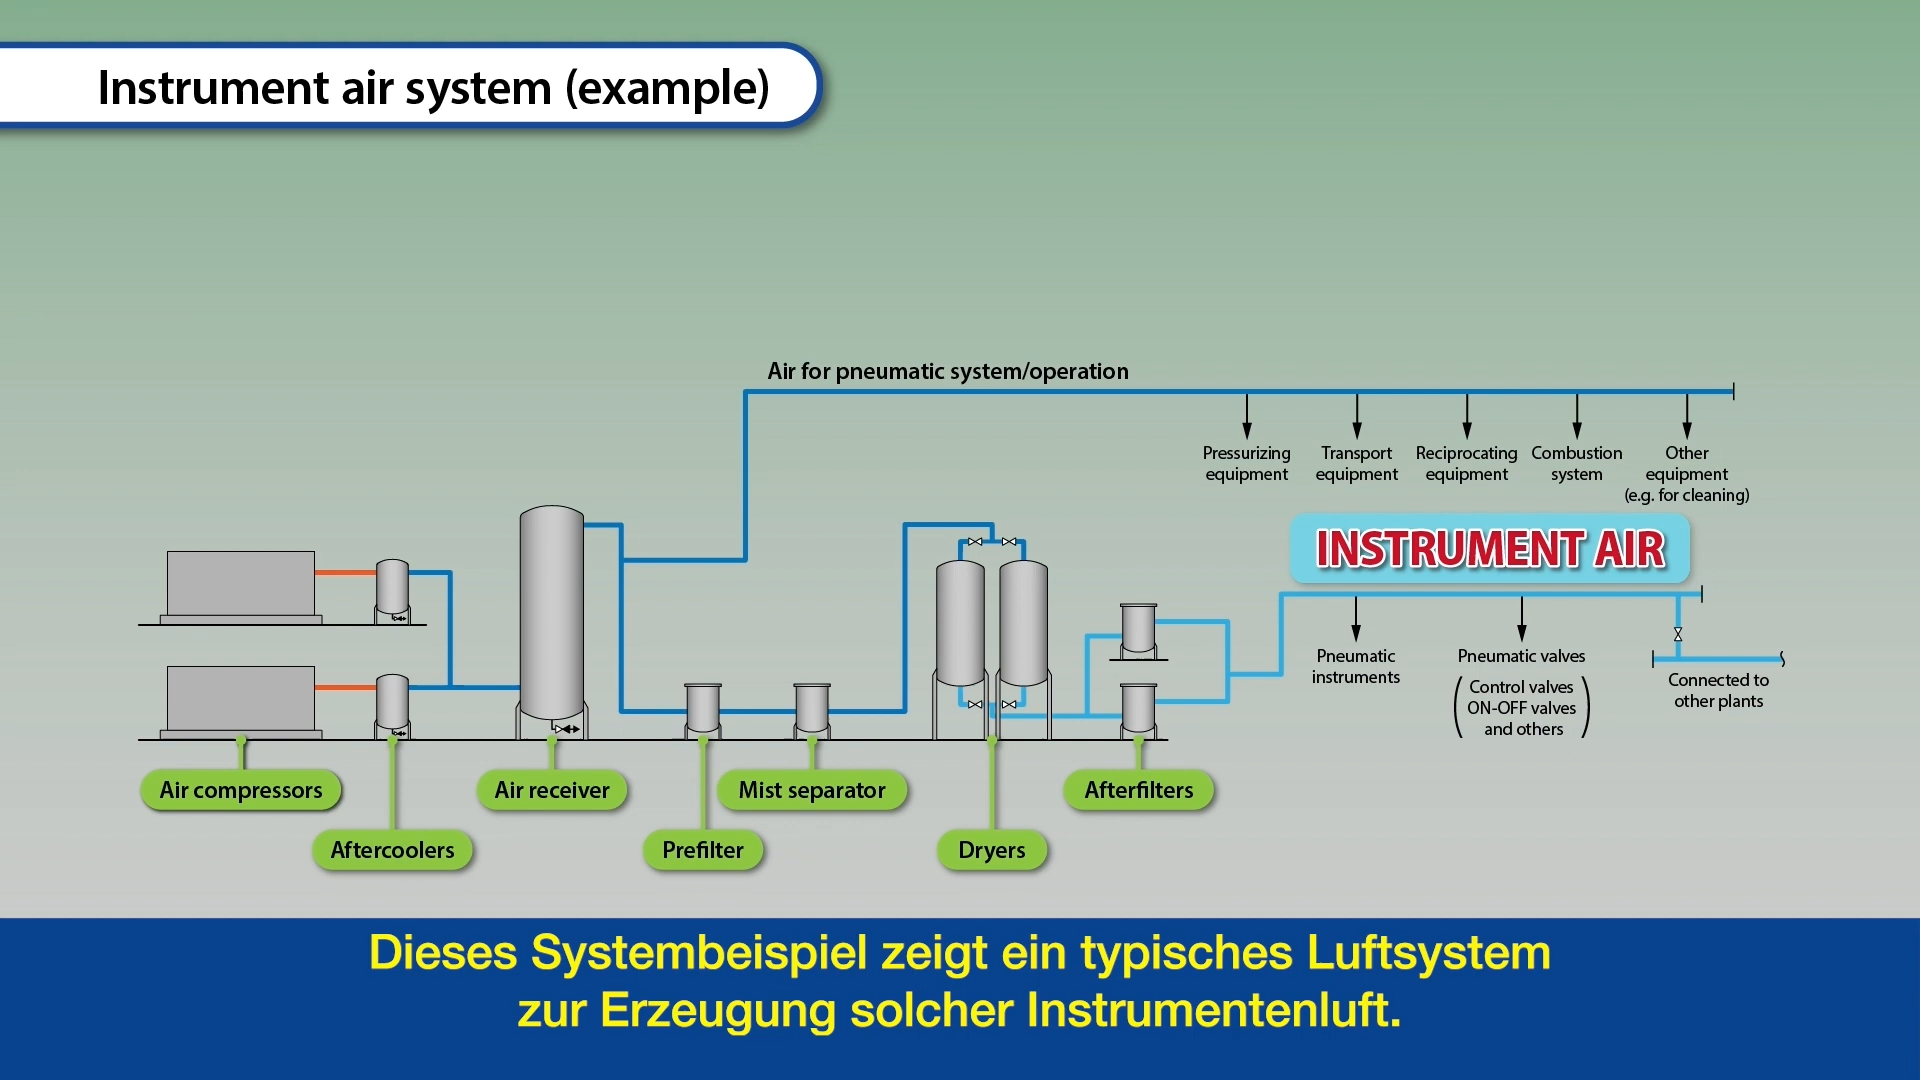 Instrument air system (example)
Air for pneumatic system/operation
Pressurizing
equipment
Transport
equipment
Reciprocating
equipment
Combustion
system
Other
equipment
(e.g. for cleaning)
INSTRUMENT AIR
Pneumatic
instruments
Pneumatic valves
Control valves
ON-OFF valves
and others
Connected to
other plants
Air compressors
Aftercoolers
Air receiver
Prefilter
Mist separator
Dryers
Afterfilters
Dieses Systembeispiel zeigt ein typisches Luftsystem
zur Erzeugung solcher Instrumentenluft.